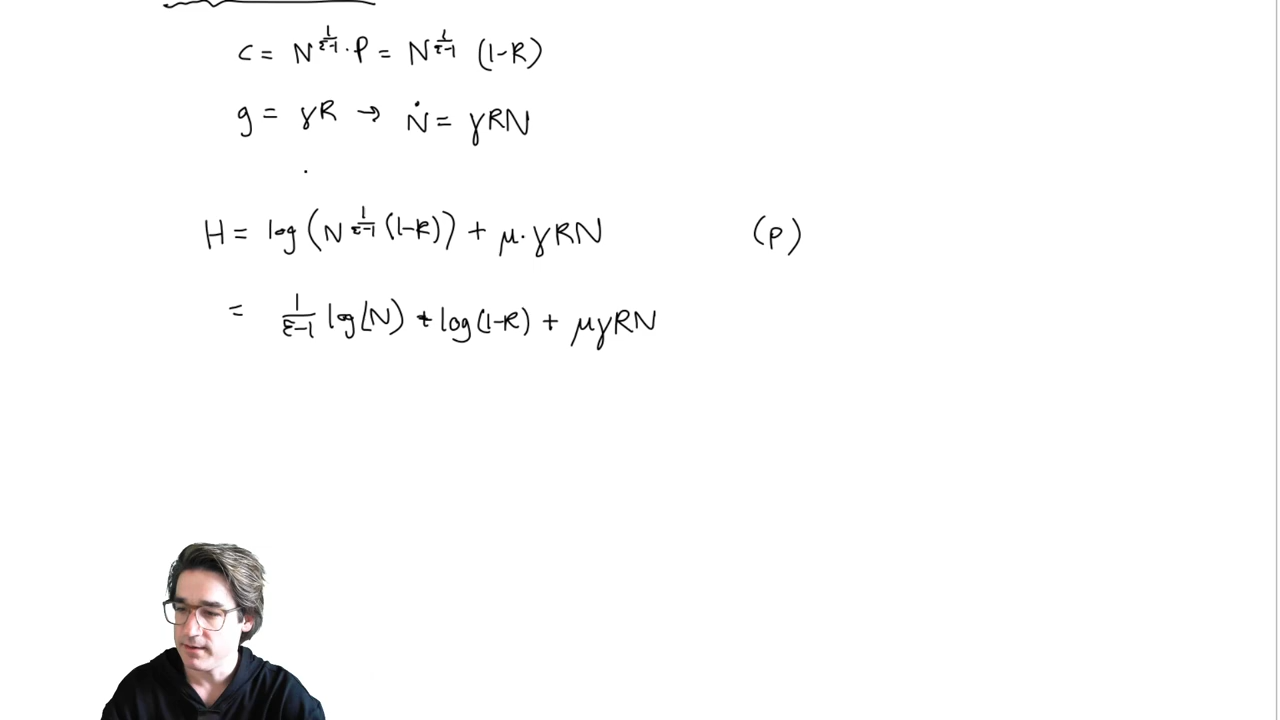 c = N^{1/(ε-1)} · P = N^{1/(ε-1)} (1-R)
g = γR → Ṅ = γRN
H = log(N^{1/(ε-1)} (1-R)) + μ · γRN (p)
= 1/(ε-1) log(N) + log(1-R) + μγRN